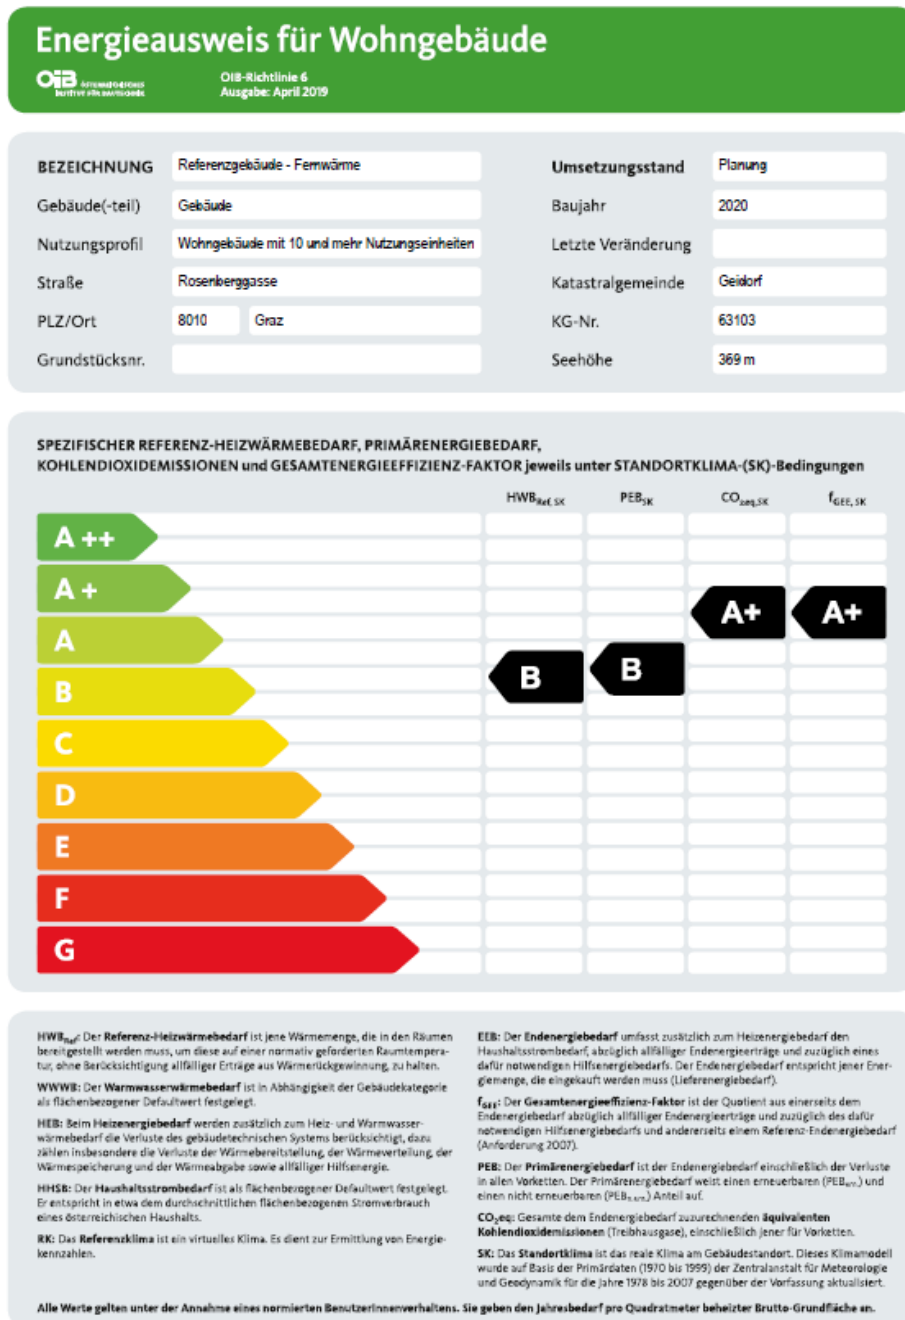 Energieausweis für Wohngebäude
OIB ÖSTERREICHISCHES
INSTITUT FÜR BAUTECHNIK
OIB-Richtlinie 6
Ausgabe: April 2019
BEZEICHNUNG Referenzgebäude - Fernwärme Umsetzungsstand Planung
Gebäude(-teil) Gebäude Baujahr 2020
Nutzungsprofil Wohngebäude mit 10 und mehr Nutzungseinheiten Letzte Veränderung
Straße Rosenberggasse Katastralgemeinde Geidorf
PLZ/Ort 8010 Graz KG-Nr. 63103
Grundstücksnr. Seehöhe 369 m
SPEZIFISCHER REFERENZ-HEIZWÄRMEBEDARF, PRIMÄRENERGIEBEDARF,
KOHLENDIOXIDEMISSIONEN und GESAMTENERGIEEFFIZIENZ-FAKTOR jeweils unter STANDORTKLIMA-(SK)-Bedingungen
HWB Ref, SK PEB SK CO2eq,SK f GEE, SK
A ++
A +
A+ A+
A
B B
B
C
D
E
F
G
HWB Ref: Der Referenz-Heizwärmebedarf ist jene Wärmemenge, die in den Räumen
bereitgestellt werden muss, um diese auf einer normativ geforderten Raumtempera-
tur, ohne Berücksichtigung allfälliger Erträge aus Wärmerückgewinnung, zu halten.
WWWB: Der Warmwasserwärmebedarf ist in Abhängigkeit der Gebäudekategorie
als flächenbezogener Defaultwert festgelegt.
HEB: Beim Heizenergiebedarf werden zusätzlich zum Heiz- und Warmwasser-
wärmebedarf die Verluste des gebäudetechnischen Systems berücksichtigt, dazu
zählen insbesondere die Verluste der Wärmebereitstellung, der Wärmeverteilung, der
Wärmespeicherung und der Wärmeabgabe sowie allfälliger Hilfsenergie.
HHSB: Der Haushaltsstrombedarf ist als flächenbezogener Defaultwert festgelegt.
Er entspricht in etwa dem durchschnittlichen flächenbezogenen Stromverbrauch
eines österreichischen Haushalts.
RK: Das Referenzklima ist ein virtuelles Klima. Es dient zur Ermittlung von Energie-
kennzahlen.
EEB: Der Endenergiebedarf umfasst zusätzlich zum Heizenergiebedarf den
Haushaltsstrombedarf, abzüglich allfälliger Endenergieerträge und zuzüglich eines
dafür notwendigen Hilfsenergiebedarfs. Der Endenergiebedarf entspricht jener Ener-
giemenge, die eingekauft werden muss (Lieferenergiebedarf).
f GEE: Der Gesamtenergieeffizienz-Faktor ist der Quotient aus einerseits dem
Endenergiebedarf abzüglich allfälliger Endenergieerträge und zuzüglich des dafür
notwendigen Hilfsenergiebedarfs und andererseits einem Referenz-Endenergiebedarf
(Anforderung 2007).
PEB: Der Primärenergiebedarf ist der Endenergiebedarf einschließlich der Verluste
in allen Vorketten. Der Primärenergiebedarf weist einen erneuerbaren (PEB ern.) und
einen nicht erneuerbaren (PEB n.ern.) Anteil auf.
CO2eq: Gesamte dem Endenergiebedarf zuzurechnenden äquivalenten
Kohlendioxidemissionen (Treibhausgase), einschließlich jener für Vorketten.
SK: Das Standortklima ist das reale Klima am Gebäudestandort. Dieses Klimamodell
wurde auf Basis der Primärdaten (1970 bis 1999) der Zentralanstalt für Meteorologie
und Geodynamik für die Jahre 1978 bis 2007 gegenüber der Vorfassung aktualisiert.
Alle Werte gelten unter der Annahme eines normierten BenutzerInnenverhaltens. Sie geben den Jahresbedarf pro Quadratmeter beheizter Brutto-Grundfläche an.